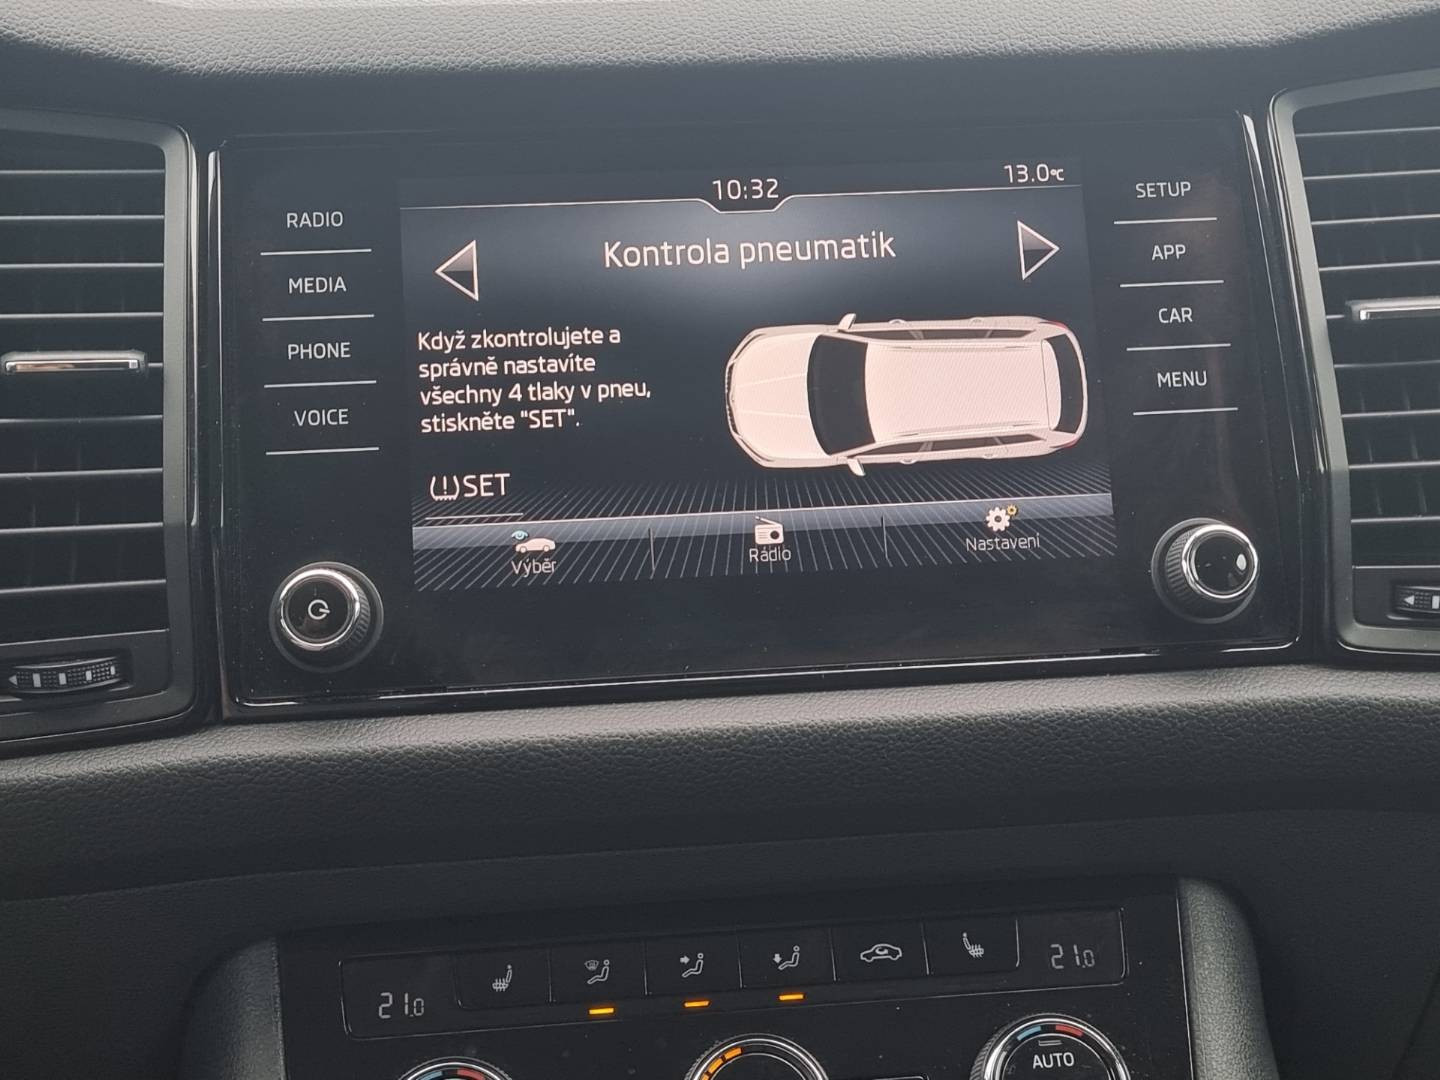 10:32
13.0°C
RADIO
MEDIA
PHONE
VOICE
SETUP
APP
CAR
MENU
Kontrola pneumatik
Když zkontrolujete a
správně nastavíte
všechny 4 tlaky v pneu,
stiskněte "SET".
(!) SET
Výběr
Rádio
Nastavení
21.0
21.0
AUTO